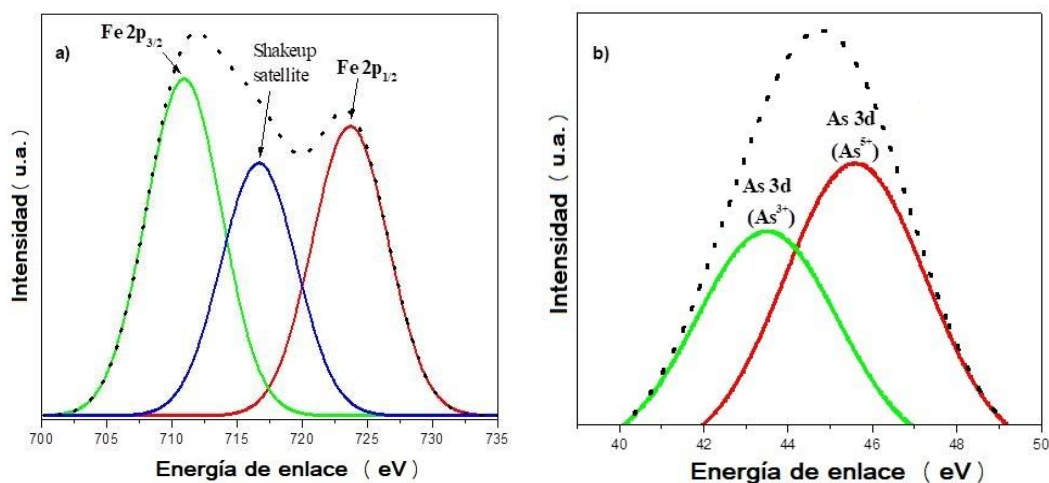 a)
Fe 2p3/2
Shakeup
satellite
Fe 2p1/2
Intensidad ( u.a. )
700 705 710 715 720 725 730 735
Energía de enlace ( eV )
b)
As 3d
(As5+)
As 3d
(As3+)
Intensidad ( u.a. )
40 42 44 46 48 50
Energía de enlace ( eV )